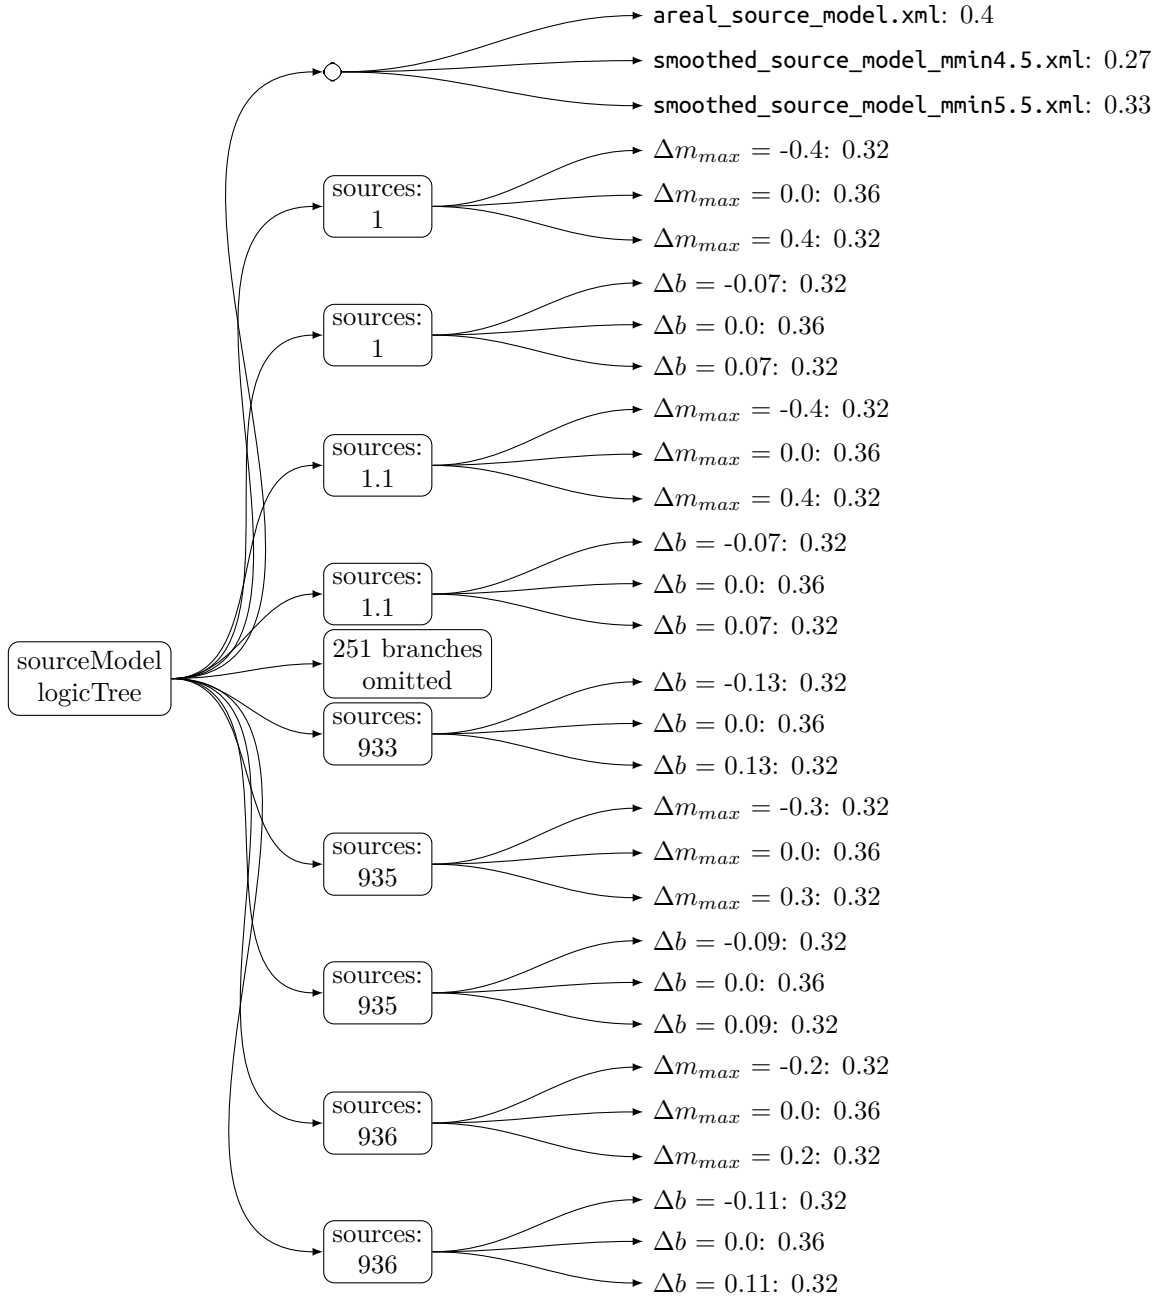 areal_source_model.xml: 0.4
smoothed_source_model_mmin4.5.xml: 0.27
smoothed_source_model_mmin5.5.xml: 0.33
sources:
1
Δm_max = -0.4: 0.32
Δm_max = 0.0: 0.36
Δm_max = 0.4: 0.32
sources:
1
Δb = -0.07: 0.32
Δb = 0.0: 0.36
Δb = 0.07: 0.32
sources:
1.1
Δm_max = -0.4: 0.32
Δm_max = 0.0: 0.36
Δm_max = 0.4: 0.32
sources:
1.1
Δb = -0.07: 0.32
Δb = 0.0: 0.36
Δb = 0.07: 0.32
sourceModel
logicTree
251 branches
omitted
sources:
933
Δb = -0.13: 0.32
Δb = 0.0: 0.36
Δb = 0.13: 0.32
sources:
935
Δm_max = -0.3: 0.32
Δm_max = 0.0: 0.36
Δm_max = 0.3: 0.32
sources:
935
Δb = -0.09: 0.32
Δb = 0.0: 0.36
Δb = 0.09: 0.32
sources:
936
Δm_max = -0.2: 0.32
Δm_max = 0.0: 0.36
Δm_max = 0.2: 0.32
sources:
936
Δb = -0.11: 0.32
Δb = 0.0: 0.36
Δb = 0.11: 0.32